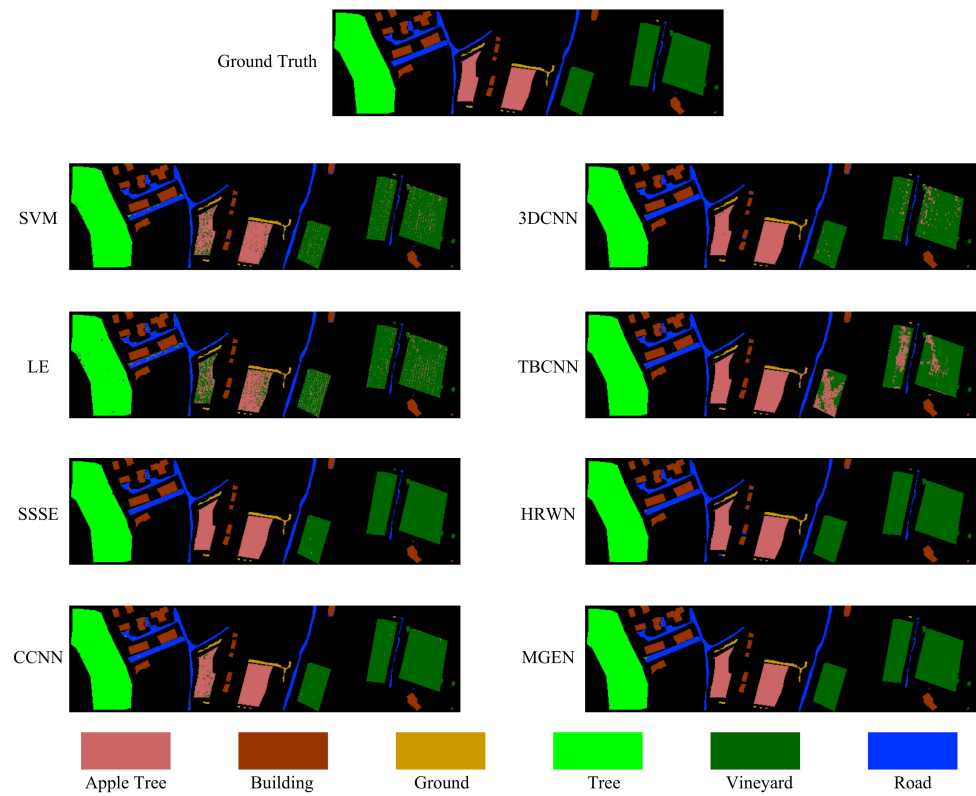 Ground Truth
SVM
3DCNN
LE
TBCNN
SSSE
HRWN
CCNN
MGEN
Apple Tree
Building
Ground
Tree
Vineyard
Road